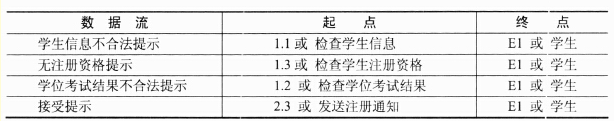 数 据 流 起 点 终 点
学生信息不合法提示 1.1 或 检查学生信息 E1 或 学生
无注册资格提示 1.3 或 检查学生注册资格 E1 或 学生
学位考试结果不合法提示 1.2 或 检查学位考试结果 E1 或 学生
接受提示 2.3 或 发送注册通知 E1 或 学生